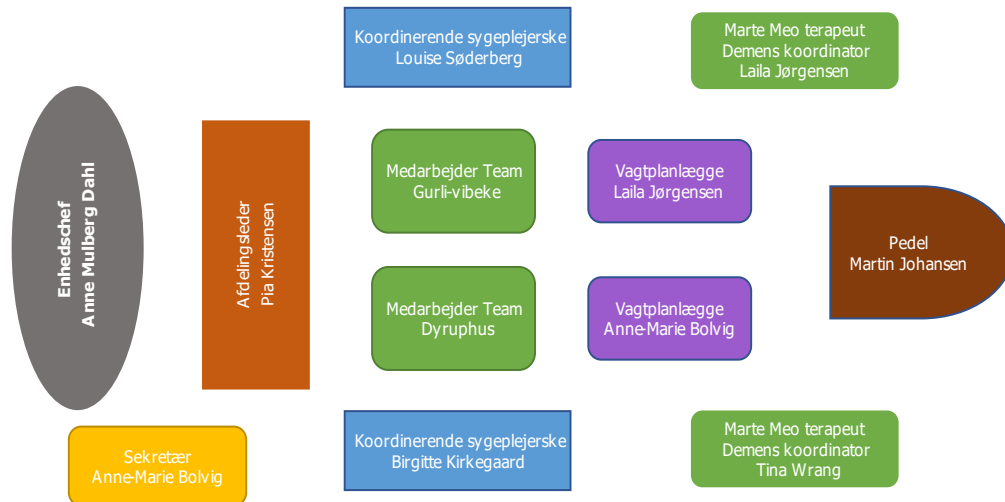 Koordinerende sygeplejerske
Louise Søderberg
Marte Meo terapeut
Demens koordinator
Laila Jørgensen
Enhedschef
Anne Mulberg Dahl
Afdelingsleder
Pia Kristensen
Medarbejder Team
Gurli-vibeke
Vagtplanlægge
Laila Jørgensen
Pedel
Martin Johansen
Medarbejder Team
Dyruphus
Vagtplanlægge
Anne-Marie Bolvig
Sekretær
Anne-Marie Bolvig
Koordinerende sygeplejerske
Birgitte Kirkegaard
Marte Meo terapeut
Demens koordinator
Tina Wrang